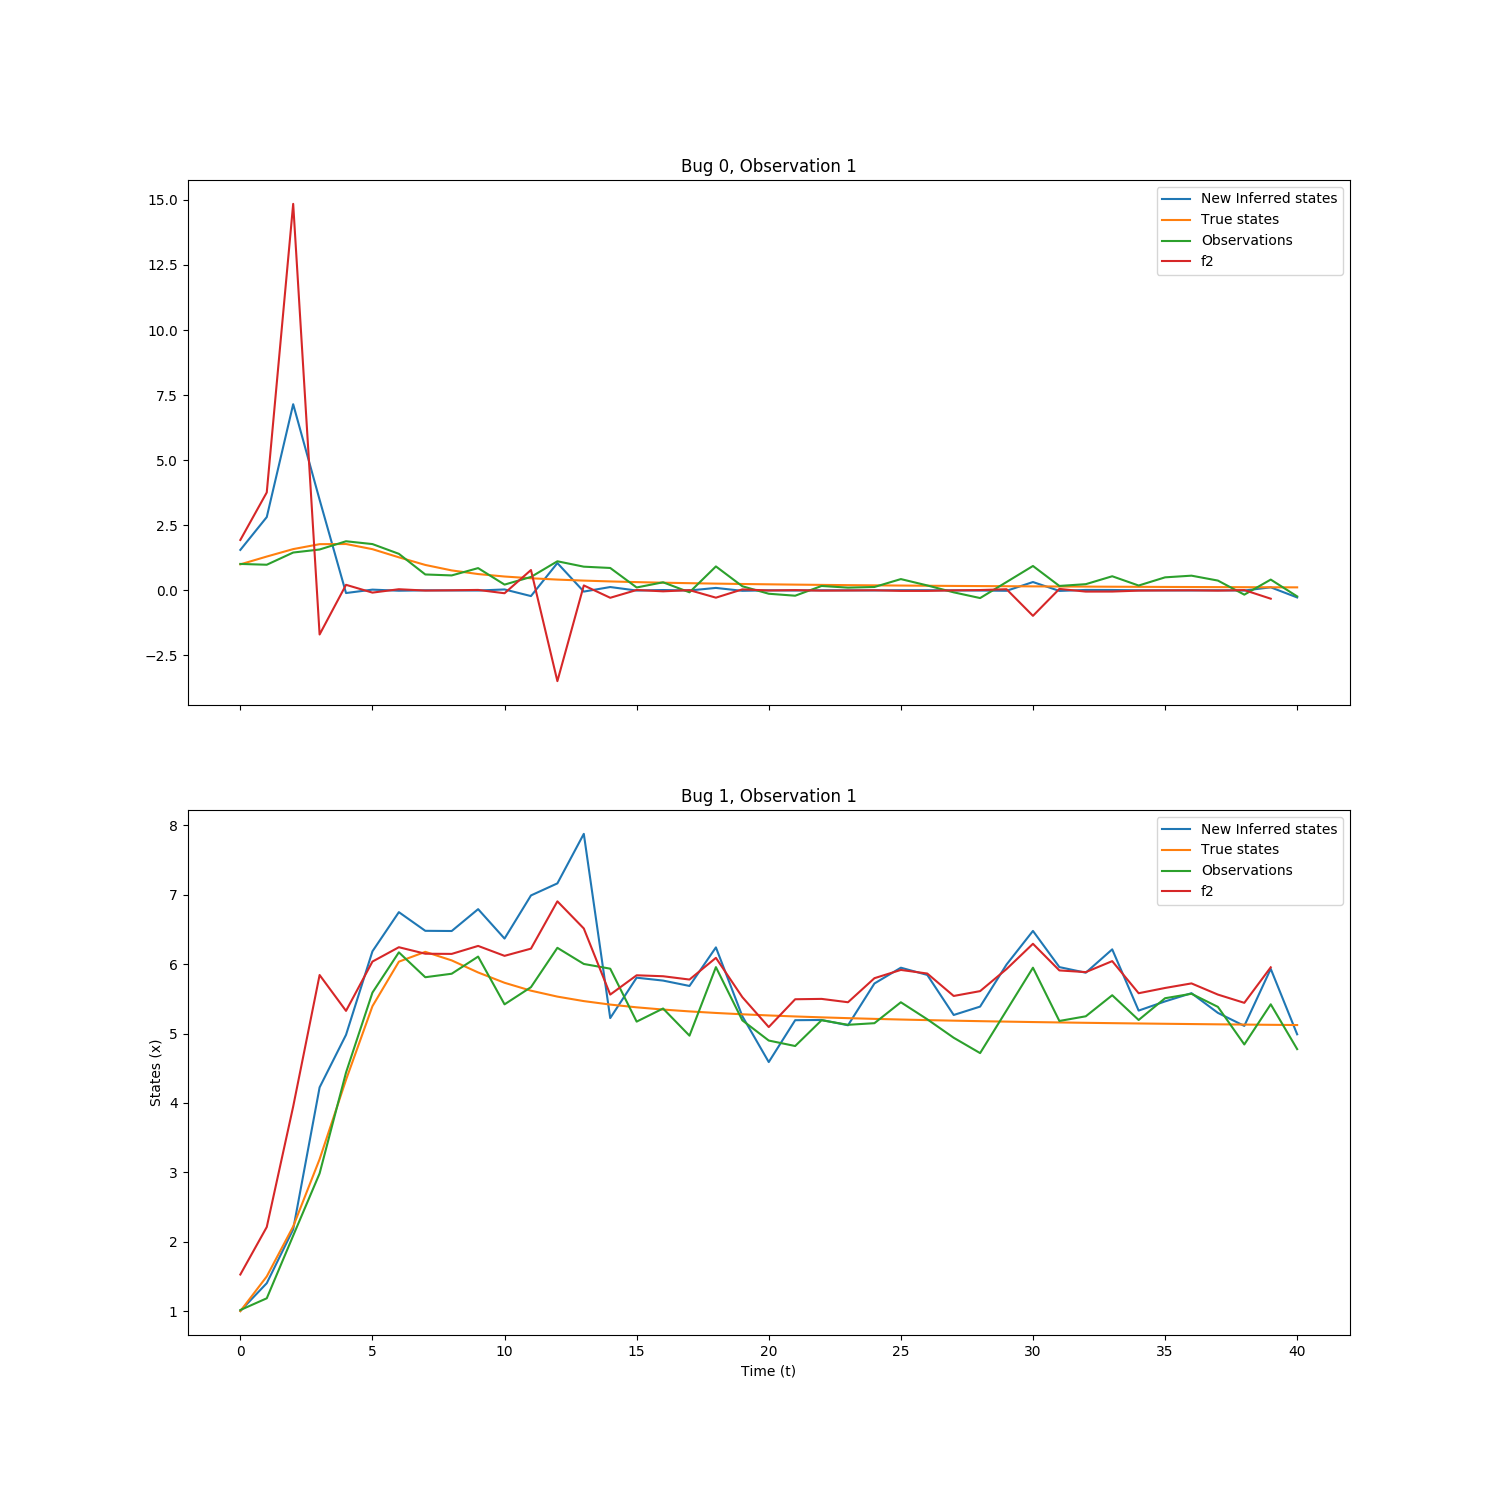 Bug 0, Observation 1
15.0
12.5
10.0
7.5
5.0
2.5
0.0
−2.5
New Inferred states
True states
Observations
f2
Bug 1, Observation 1
8
7
6
5
4
3
2
1
States (x)
New Inferred states
True states
Observations
f2
0 5 10 15 20 25 30 35 40
Time (t)